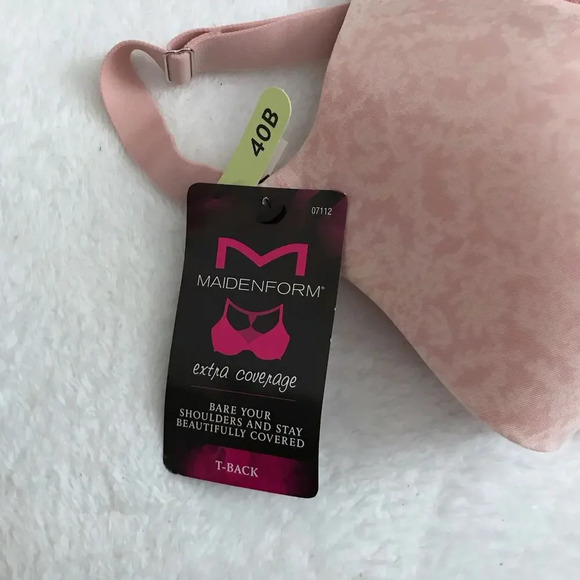 40B
07112
M
MAIDENFORM®
extra coverage
BARE YOUR
SHOULDERS AND STAY
BEAUTIFULLY COVERED
T-BACK